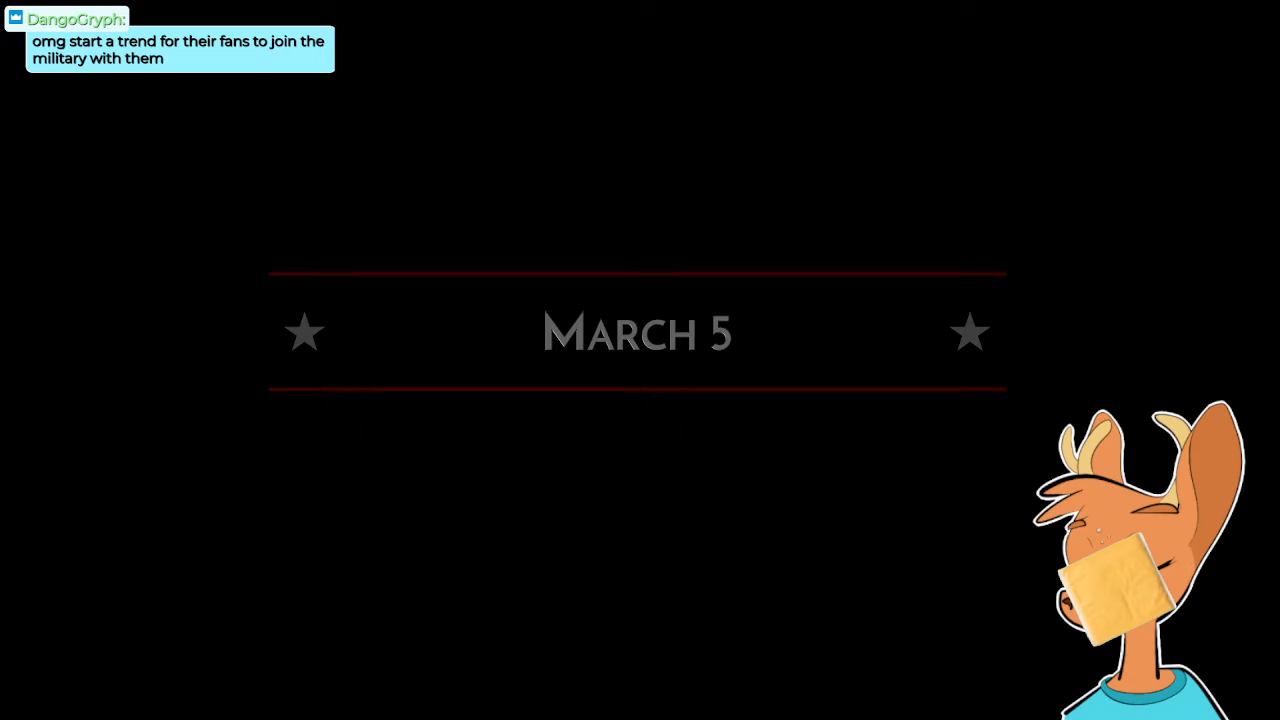 DangoGryph:
omg start a trend for their fans to join the
military with them
March 5